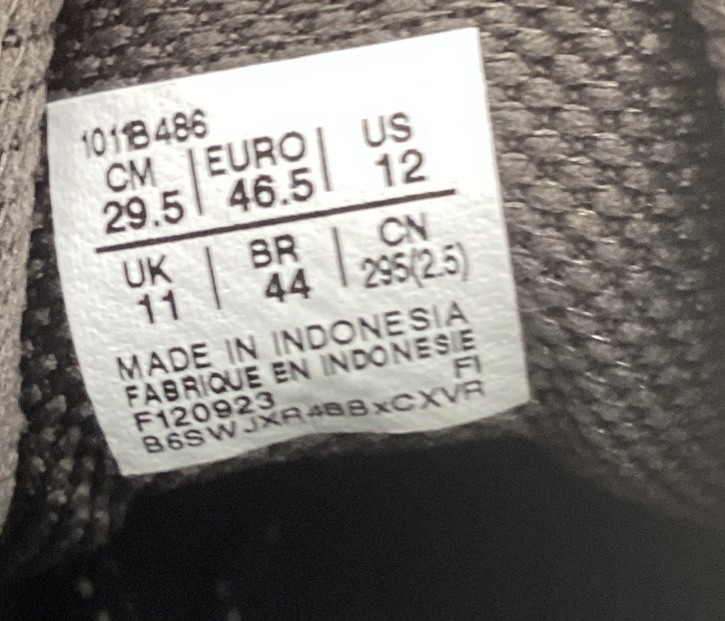 1011B486
CM | EURO | US
29.5 | 46.5 | 12
UK | BR | CN
11 | 44 | 295(2.5)
MADE IN INDONESIA
FABRIQUE EN INDONESIE
F120923 FI
B6SWJXR4BBxCXVR